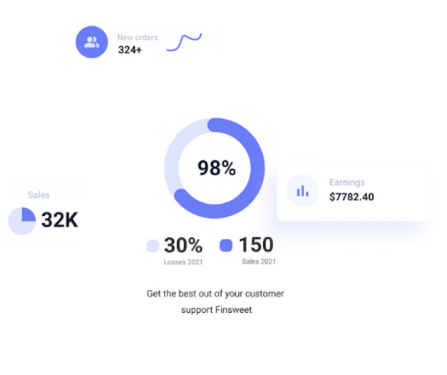 New orders
324+
98%
Earnings
$7782.40
Sales
32K
30%
Losses 2021
150
Sales 2021
Get the best out of your customer
support Finsweet